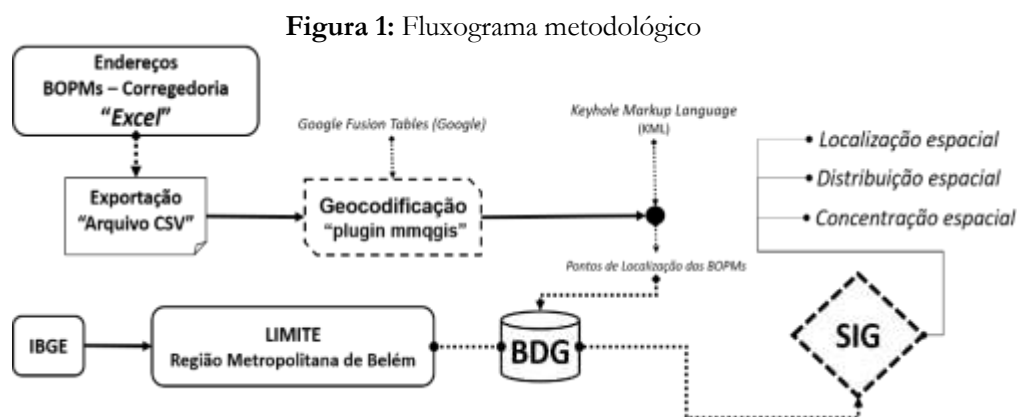 Figura 1: Fluxograma metodológico
Endereços
BOPMs – Corregedoria
“Excel”
Google Fusion Tables (Google)
Keyhole Markup Language
(KML)
Localização espacial
Distribuição espacial
Concentração espacial
Exportação
“Arquivo CSV”
Geocodificação
“plugin mmqgis”
Pontos de Localização das BOPMs
IBGE
LIMITE
Região Metropolitana de Belém
BDG
SIG